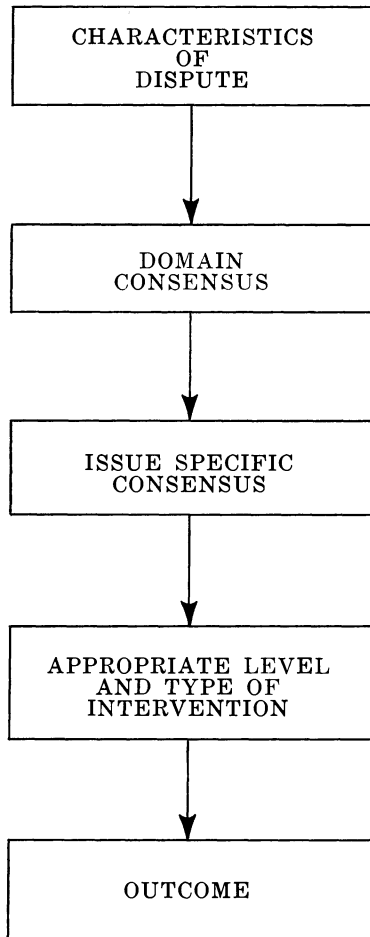 CHARACTERISTICS
OF
DISPUTE
DOMAIN
CONSENSUS
ISSUE SPECIFIC
CONSENSUS
APPROPRIATE LEVEL
AND TYPE OF
INTERVENTION
OUTCOME